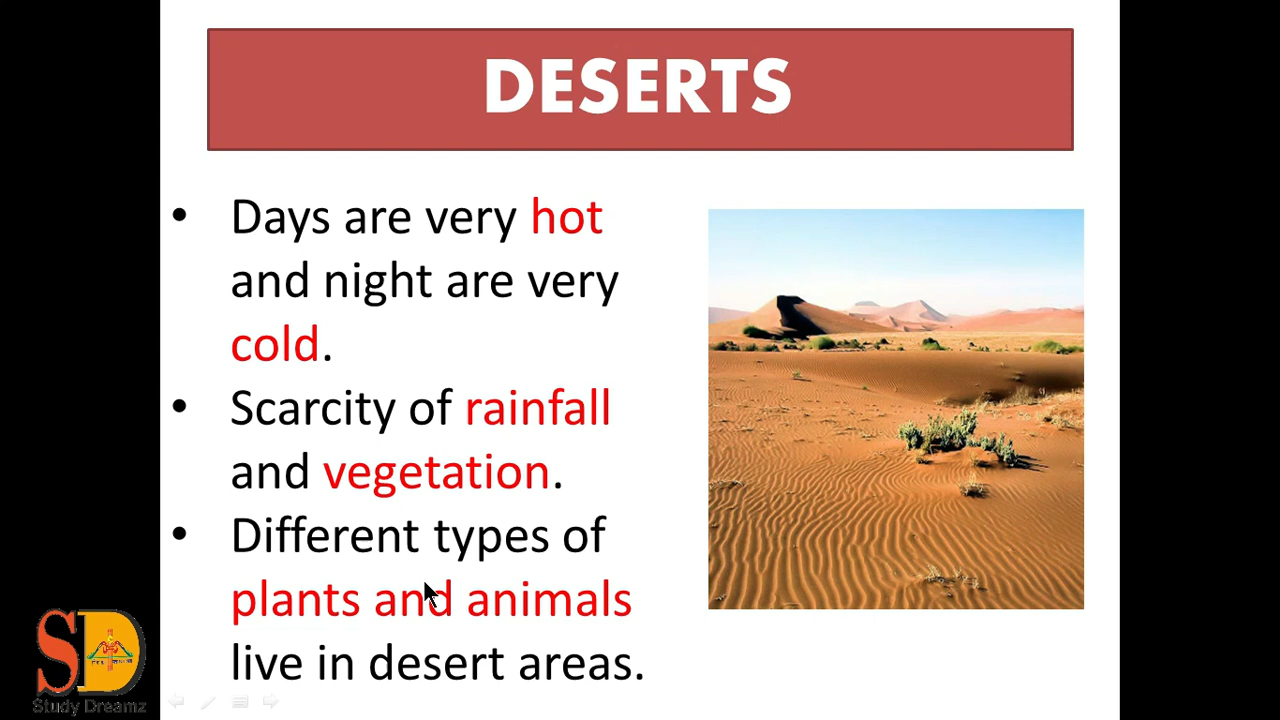 DESERTS
• Days are very hot
and night are very
cold.
• Scarcity of rainfall
and vegetation.
• Different types of
plants and animals
live in desert areas.
SD
Study Dreamz